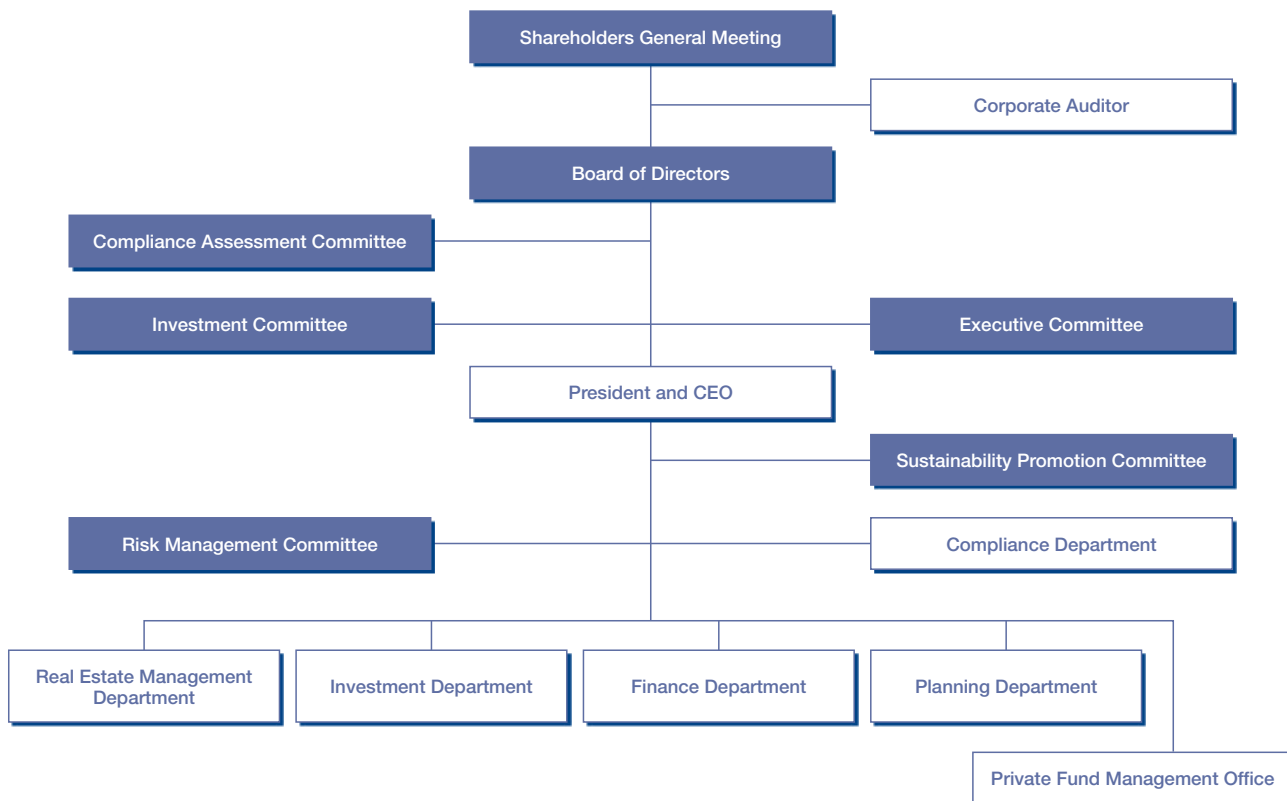 Shareholders General Meeting
Corporate Auditor
Board of Directors
Compliance Assessment Committee
Investment Committee
Executive Committee
President and CEO
Sustainability Promotion Committee
Risk Management Committee
Compliance Department
Real Estate Management
Department
Investment Department
Finance Department
Planning Department
Private Fund Management Office